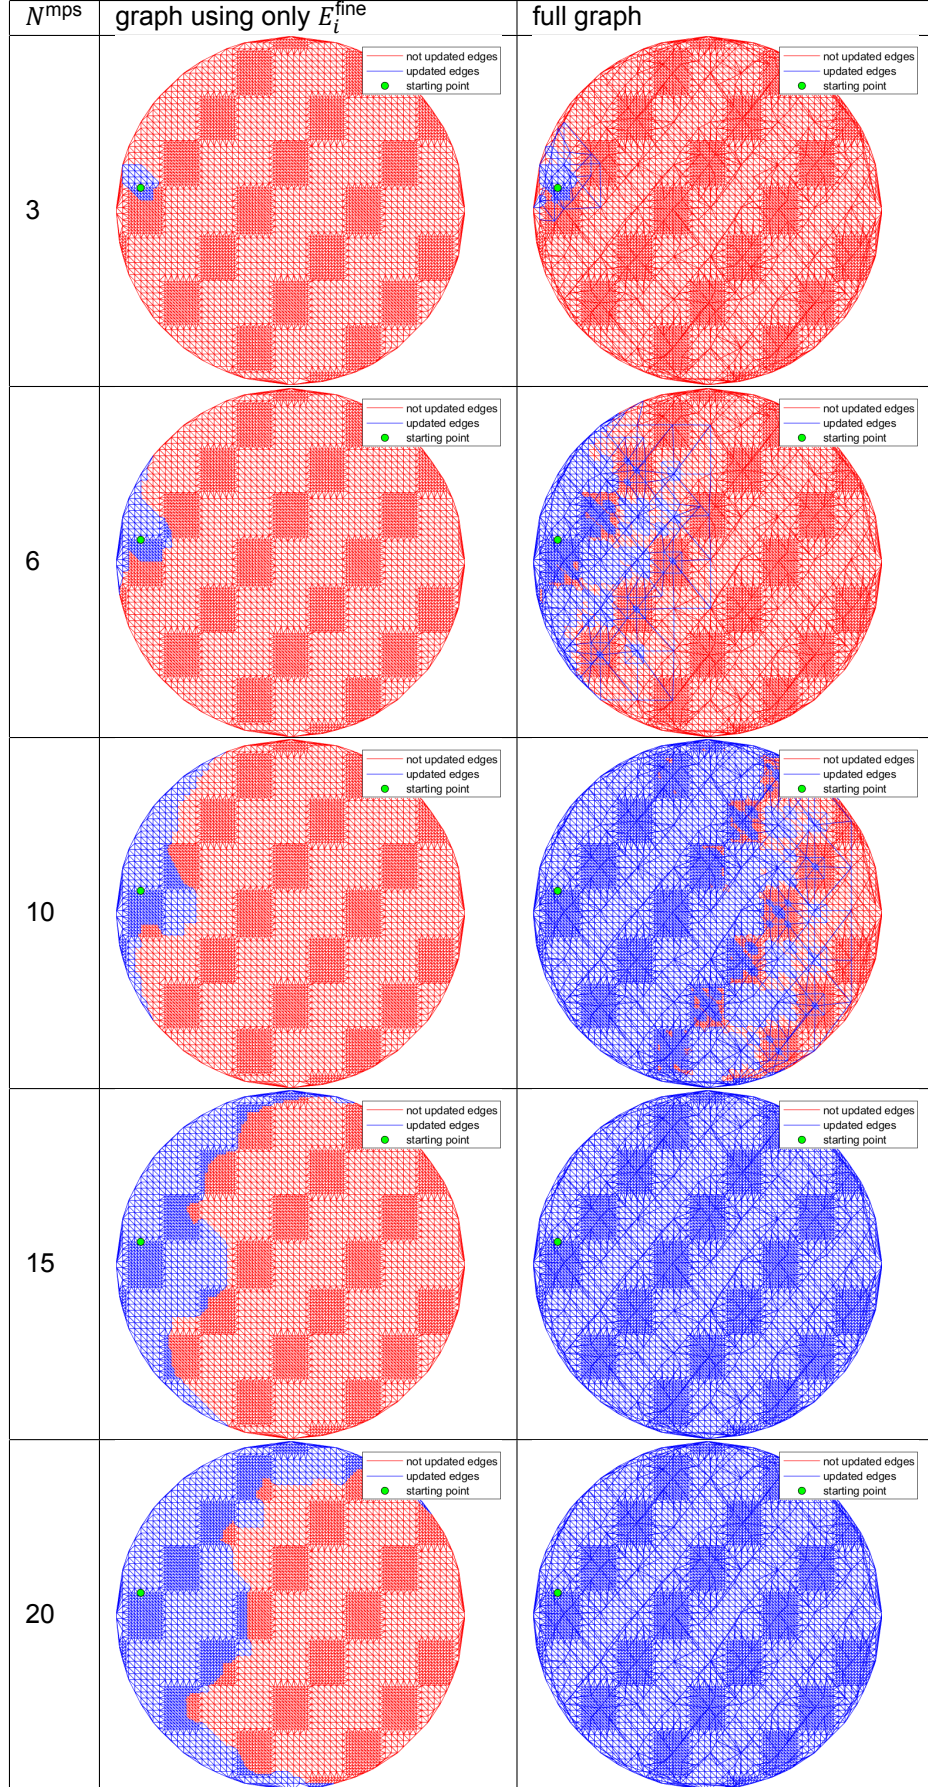 N^mps graph using only E_i^fine full graph
not updated edges
updated edges
starting point
not updated edges
updated edges
starting point
3
not updated edges
updated edges
starting point
not updated edges
updated edges
starting point
6
not updated edges
updated edges
starting point
not updated edges
updated edges
starting point
10
not updated edges
updated edges
starting point
not updated edges
updated edges
starting point
15
not updated edges
updated edges
starting point
not updated edges
updated edges
starting point
20